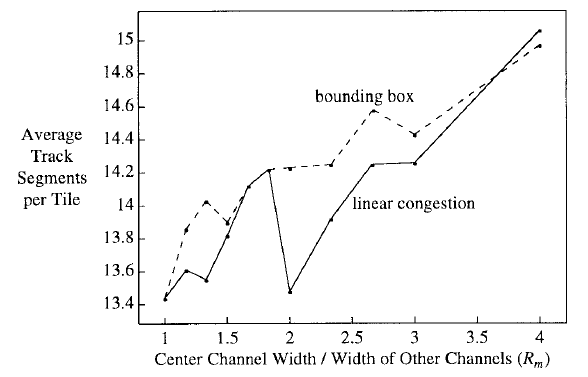 15
14.8
14.6
14.4
14.2
14
13.8
13.6
13.4
Average
Track
Segments
per Tile
bounding box
linear congestion
1 1.5 2 2.5 3 3.5 4
Center Channel Width / Width of Other Channels (Rm)